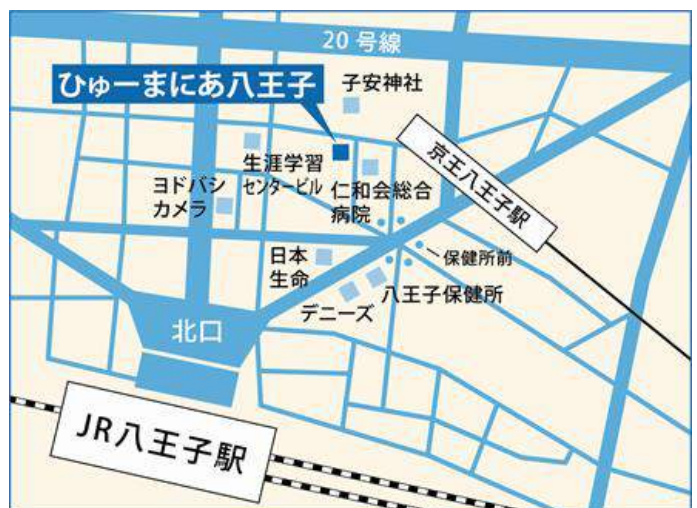 20号線
ひゅーまにあ八王子
子安神社
京王八王子駅
生涯学習
センタービル
ヨドバシ
カメラ
仁和会総合
病院
日本
生命
保健所前
八王子保健所
デニーズ
北口
JR八王子駅